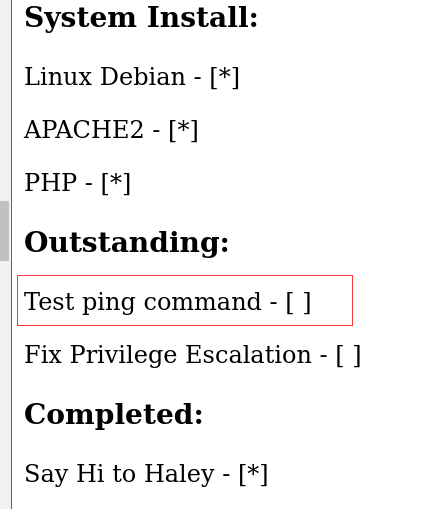 System Install:
Linux Debian - [*]
APACHE2 - [*]
PHP - [*]
Outstanding:
Test ping command - [ ]
Fix Privilege Escalation - [ ]
Completed:
Say Hi to Haley - [*]